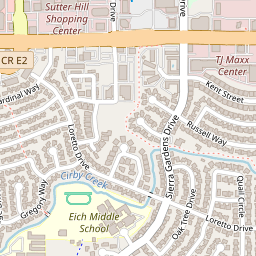 Sutter Hill
Shopping
Center
Drive
TJ Maxx
Center
CR E2
Kent Street
Cardinal Way
Russell Way
Loretto Drive
Sierra Gardens Drive
Cirby Creek
Gregory Way
Eich Middle
School
Oak Tree Drive
Quail Circle
Loretto Drive